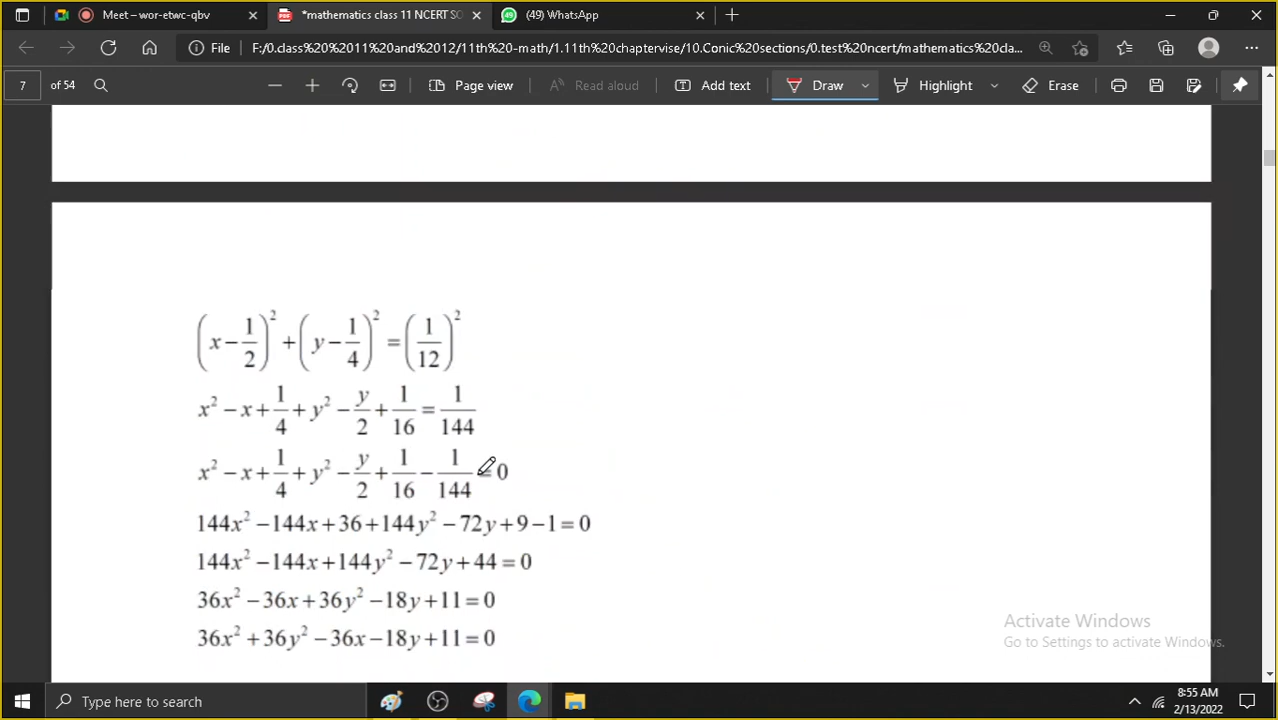 Meet – wor-etwc-qbv
*mathematics class 11 NCERT SO
(49) WhatsApp
File
F:/0.class%20%2011%20and%2012/11th%20-math/1.11th%20chaptervise/10.Conic%20sections/0.test%20ncert/mathematics%20cla...
7 of 54
Page view
Read aloud
Add text
Draw
Highlight
Erase
(x − 1/2)² + (y − 1/4)² = (1/12)²
x² − x + 1/4 + y² − y/2 + 1/16 = 1/144
x² − x + 1/4 + y² − y/2 + 1/16 − 1/144 = 0
144x² − 144x + 36 + 144y² − 72y + 9 − 1 = 0
144x² − 144x + 144y² − 72y + 44 = 0
36x² − 36x + 36y² − 18y + 11 = 0
36x² + 36y² − 36x − 18y + 11 = 0
Activate Windows
Go to Settings to activate Windows.
Type here to search
8:55 AM
2/13/2022